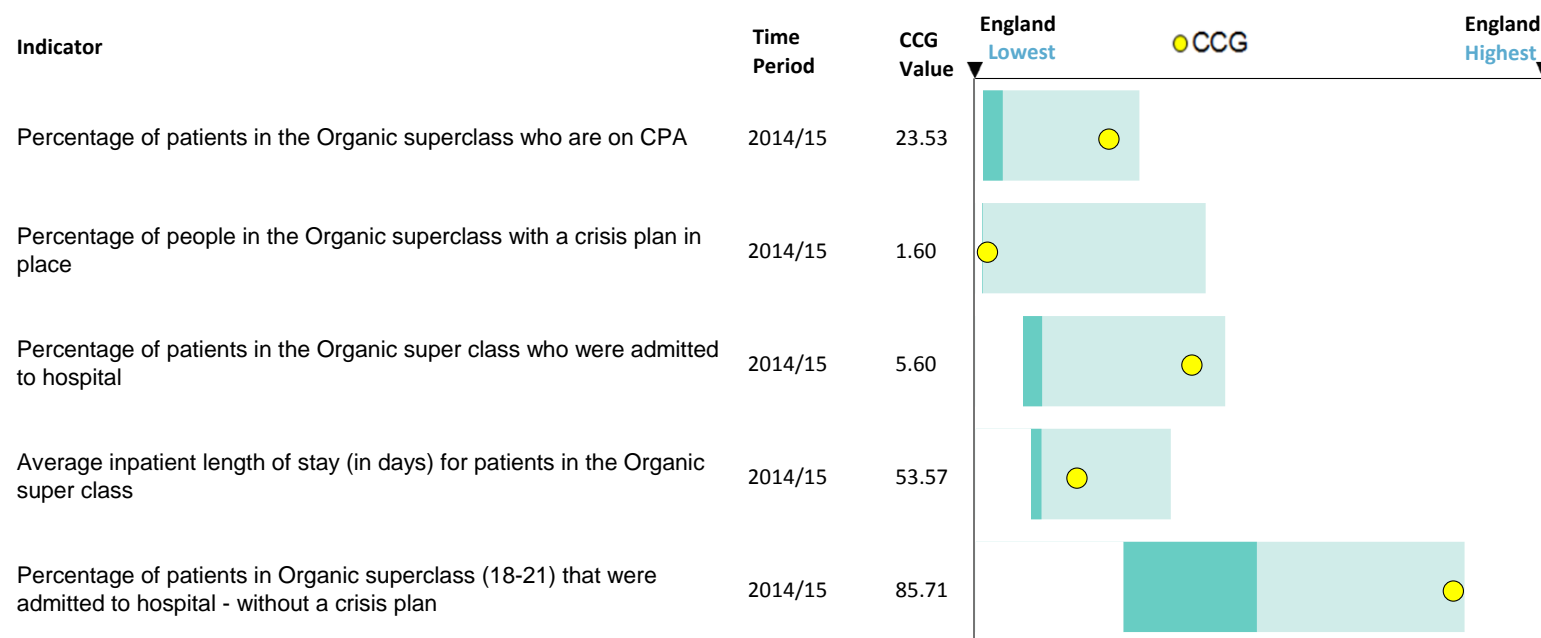 Indicator
Time Period
CCG Value
England Lowest
CCG
England Highest
Percentage of patients in the Organic superclass who are on CPA
2014/15
23.53
Percentage of people in the Organic superclass with a crisis plan in
place
2014/15
1.60
Percentage of patients in the Organic super class who were admitted
to hospital
2014/15
5.60
Average inpatient length of stay (in days) for patients in the Organic
super class
2014/15
53.57
Percentage of patients in Organic superclass (18-21) that were
admitted to hospital - without a crisis plan
2014/15
85.71